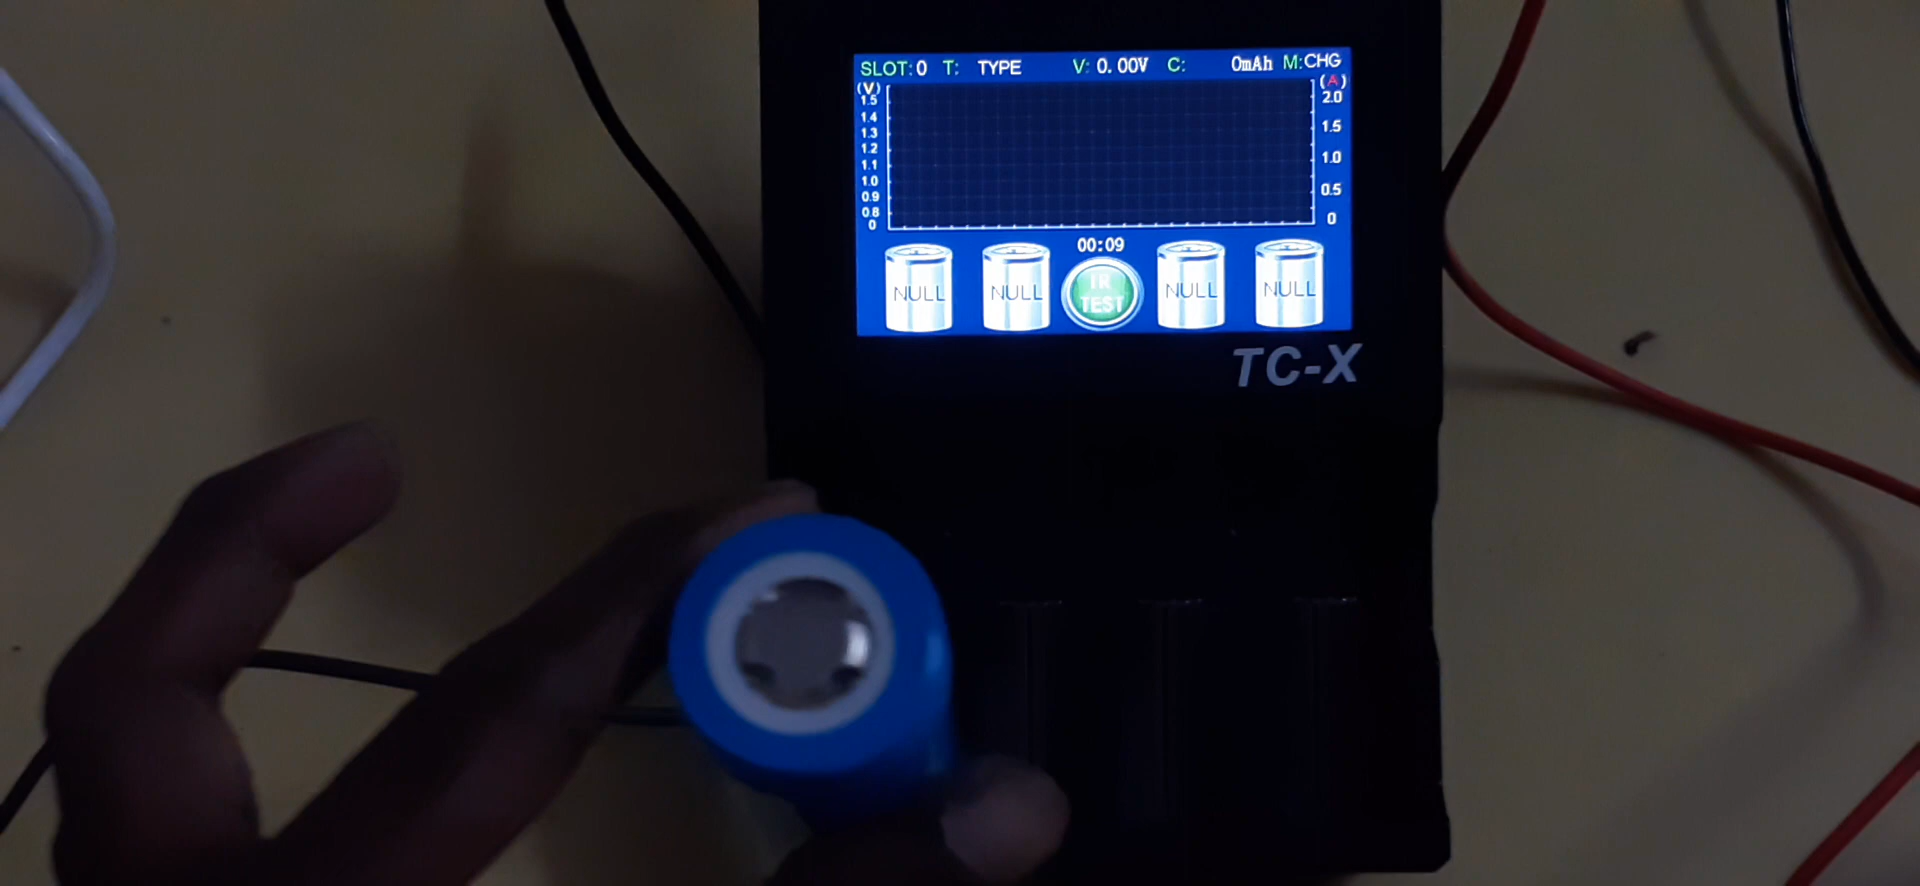 SLOT:0 T: TYPE V: 0.00V C: 0mAh M:CHG
(V) (A)
1.5 2.0
1.4
1.3 1.5
1.2
1.1 1.0
1.0
0.9 0.5
0.8
0 0
00:09
NULL NULL IR TEST NULL NULL
TC-X